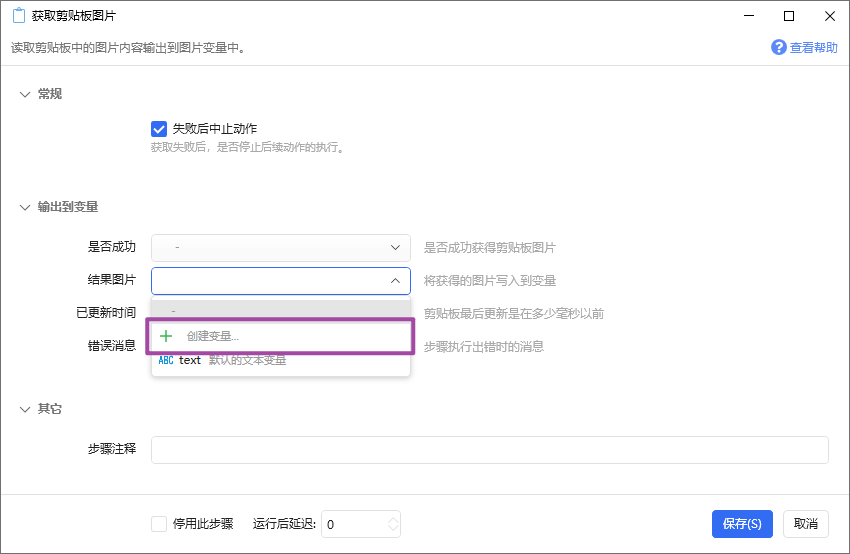 获取剪贴板图片
读取剪贴板中的图片内容输出到图片变量中。
查看帮助
常规
失败后中止动作
获取失败后，是否停止后续动作的执行。
输出到变量
是否成功 - 是否成功获得剪贴板图片
结果图片 将获得的图片写入到变量
已更新时间 - 剪贴板最后更新是在多少毫秒以前
创建变量...
错误消息 步骤执行出错时的消息
ABC text 默认的文本变量
其它
步骤注释
停用此步骤 运行后延迟: 0 保存(S) 取消